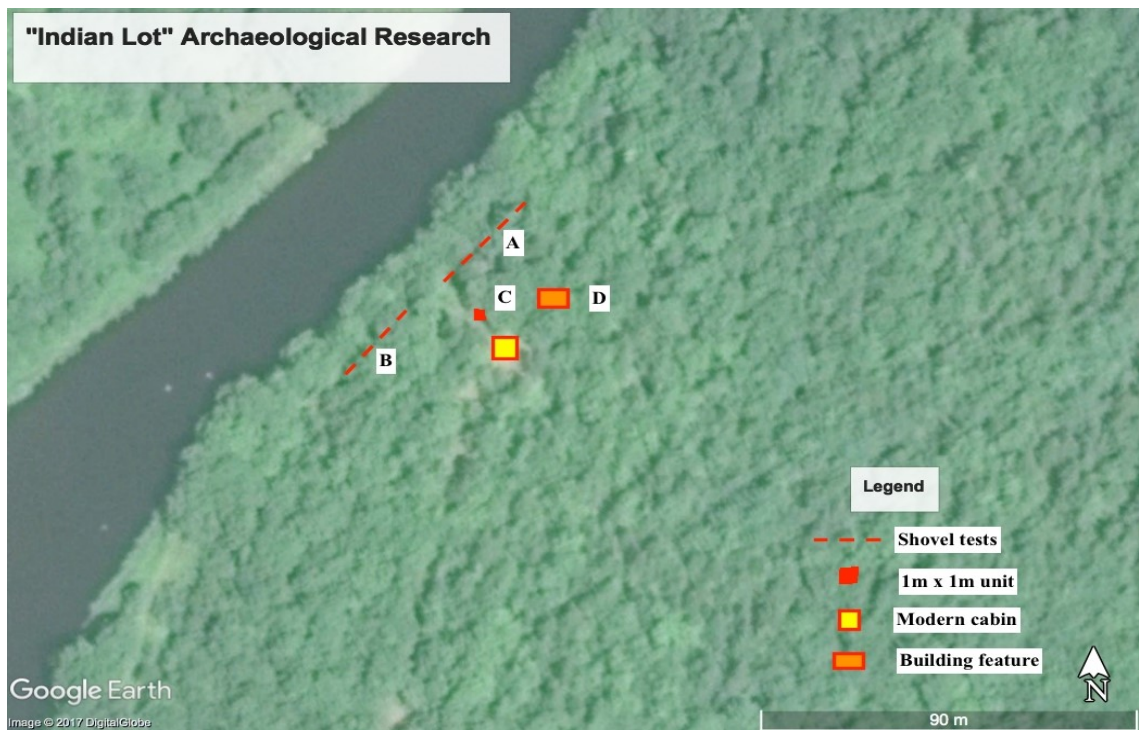 "Indian Lot" Archaeological Research
A
C
D
B
Legend
Shovel tests
1m x 1m unit
Modern cabin
Building feature
N
Google Earth
Image © 2017 DigitalGlobe
90 m